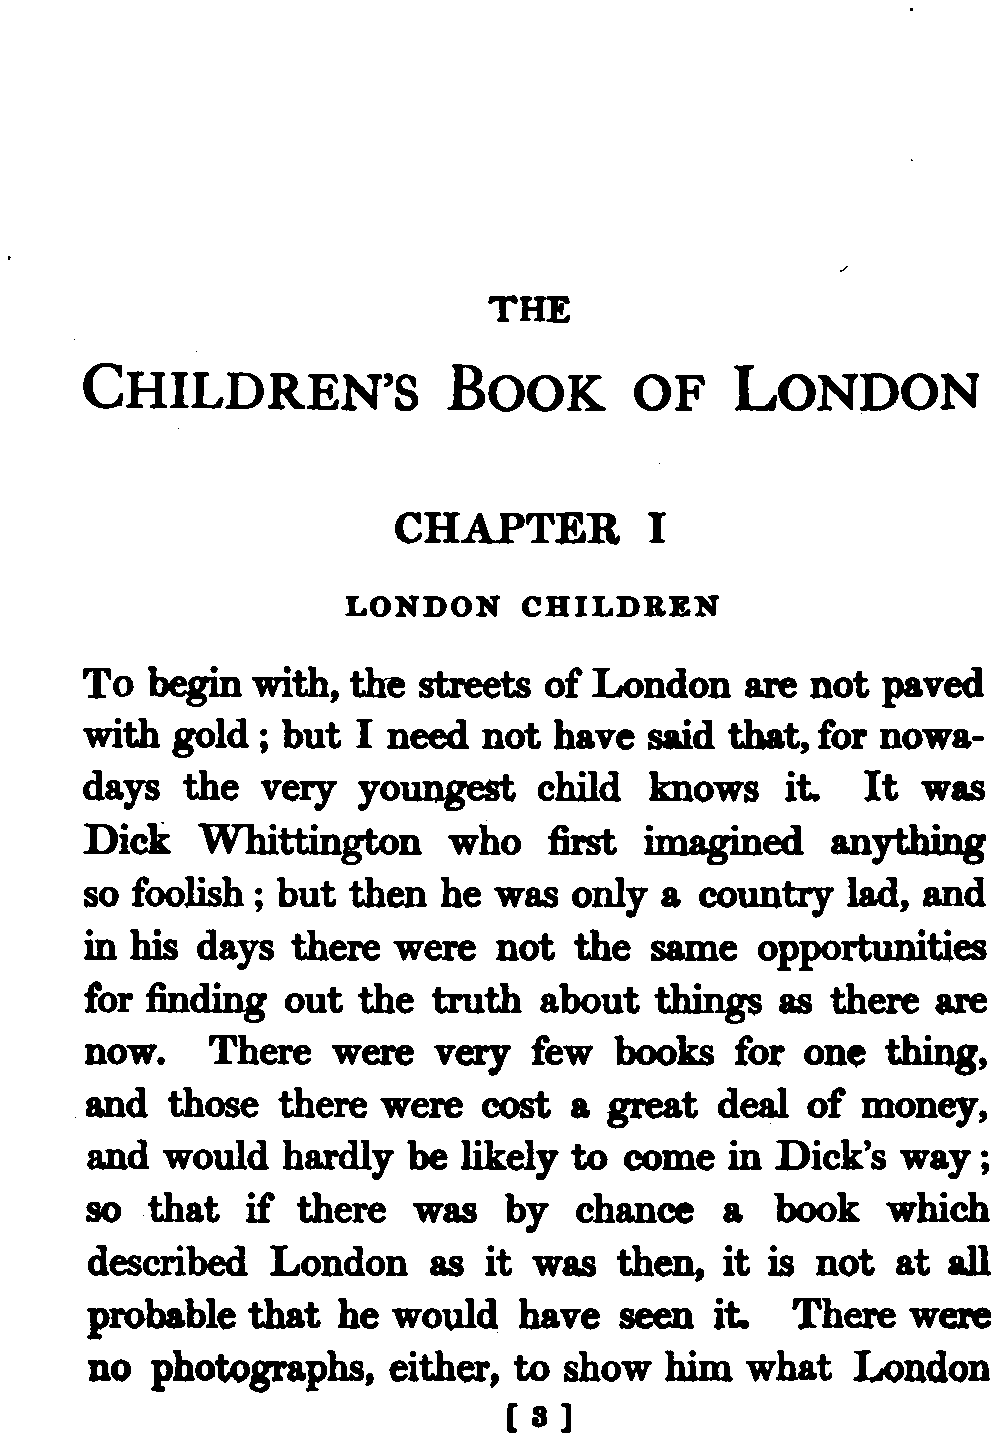 THE
CHILDREN'S BOOK OF LONDON
CHAPTER I
LONDON CHILDREN
To begin with, the streets of London are not paved
with gold ; but I need not have said that, for nowa-
days the very youngest child knows it. It was
Dick Whittington who first imagined anything
so foolish ; but then he was only a country lad, and
in his days there were not the same opportunities
for finding out the truth about things as there are
now. There were very few books for one thing,
and those there were cost a great deal of money,
and would hardly be likely to come in Dick's way ;
so that if there was by chance a book which
described London as it was then, it is not at all
probable that he would have seen it. There were
no photographs, either, to show him what London
[ 3 ]